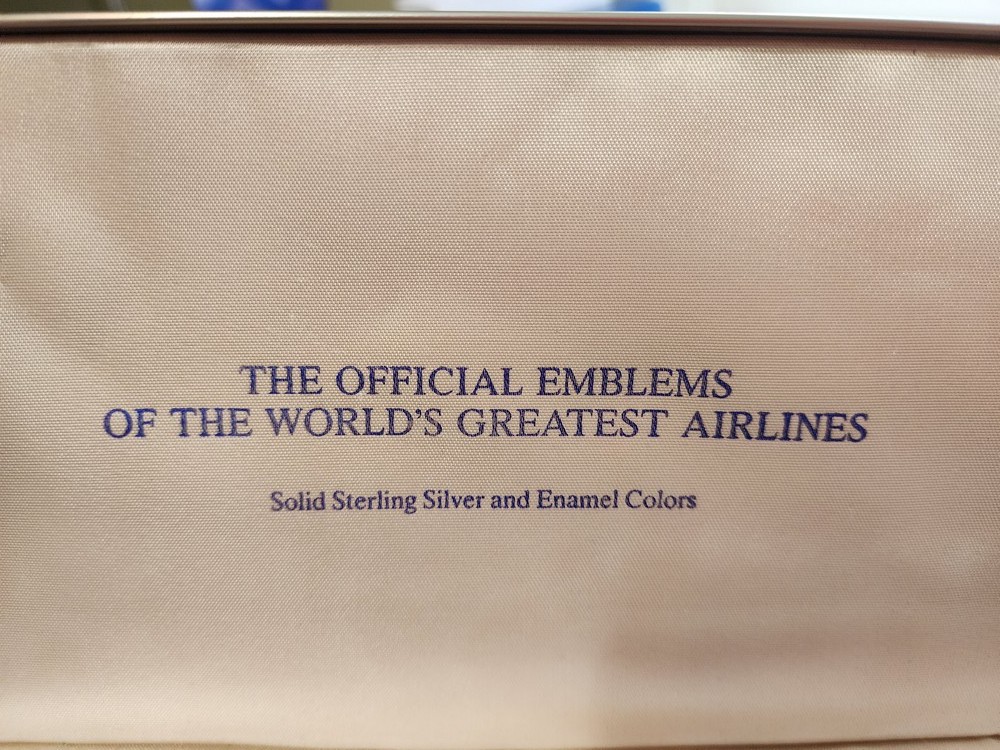 THE OFFICIAL EMBLEMS
OF THE WORLD'S GREATEST AIRLINES
Solid Sterling Silver and Enamel Colors